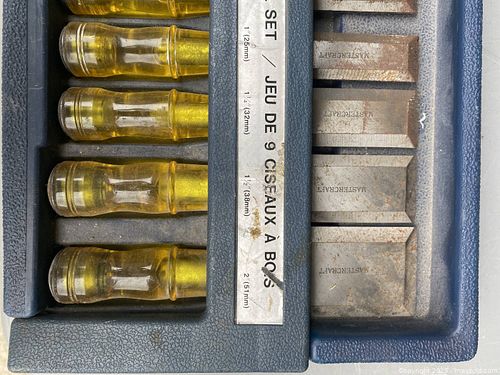 SET / JEU DE 9 CISEAUX À BOIS
1" (25mm)
1¼" (32mm)
1½" (38mm)
2" (51mm)
MASTERCRAFT
MASTERCRAFT
MASTERCRAFT
MASTERCRAFT